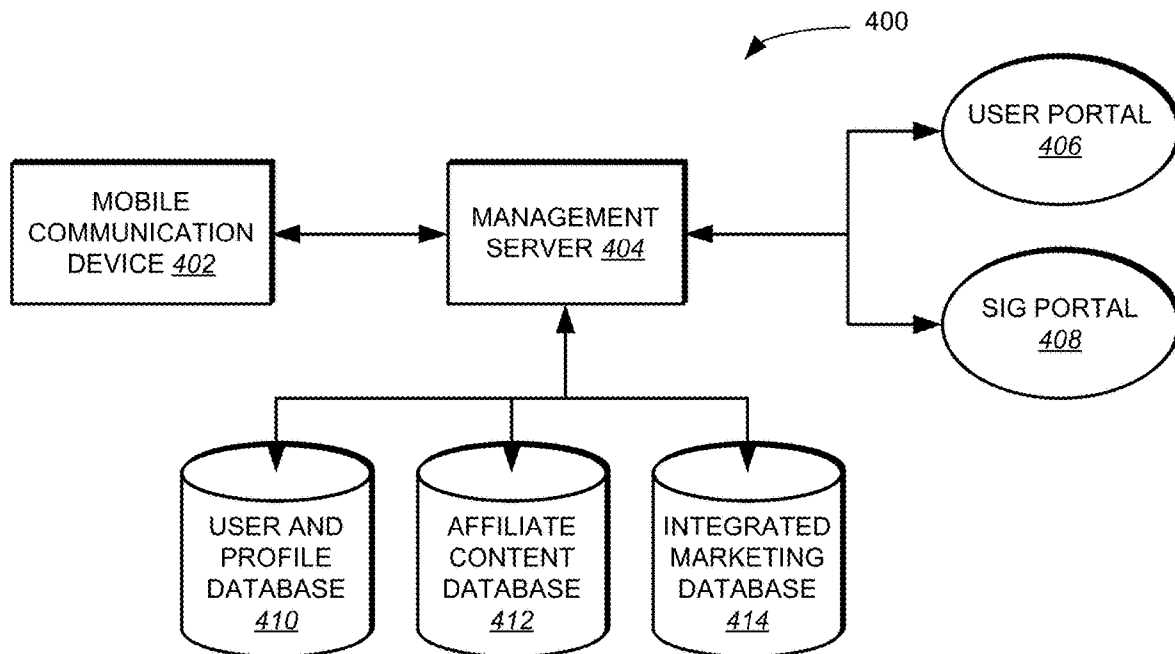 400
USER PORTAL
406
MOBILE
COMMUNICATION
DEVICE 402
MANAGEMENT
SERVER 404
SIG PORTAL
408
USER AND
PROFILE
DATABASE
410
AFFILIATE
CONTENT
DATABASE
412
INTEGRATED
MARKETING
DATABASE
414